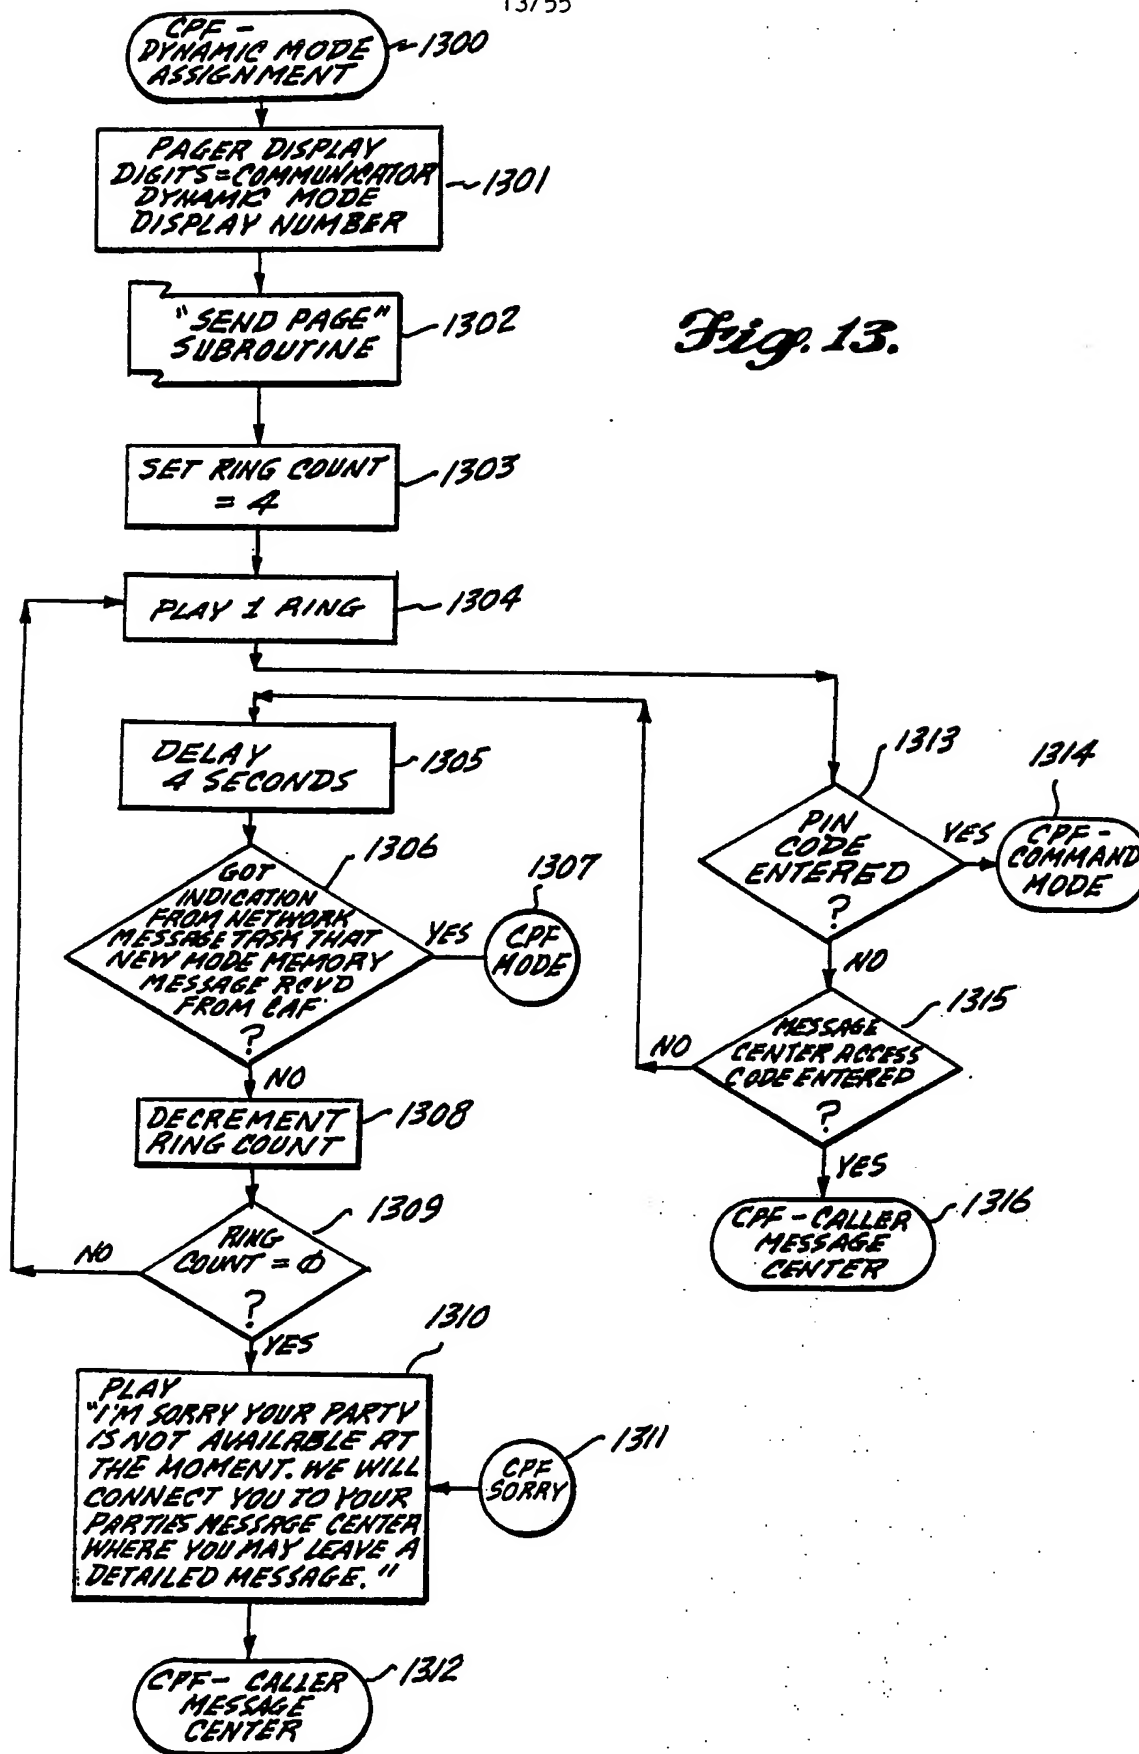 13/55
CPF -
DYNAMIC MODE
ASSIGNMENT
1300
PAGER DISPLAY
DIGITS = COMMUNICATOR
DYNAMIC MODE
DISPLAY NUMBER
1301
"SEND PAGE"
SUBROUTINE
1302
Fig. 13.
SET RING COUNT
= 4
1303
PLAY 1 RING
1304
DELAY
4 SECONDS
1305
GOT
INDICATION
FROM NETWORK
MESSAGE TASK THAT
NEW MODE MEMORY
MESSAGE RCVD
FROM CAF
?
1306
YES
CPF
MODE
1307
NO
DECREMENT
RING COUNT
1308
RING
COUNT = Ø
?
1309
NO
YES
1310
PLAY
"I'M SORRY YOUR PARTY
IS NOT AVAILABLE AT
THE MOMENT. WE WILL
CONNECT YOU TO YOUR
PARTIES MESSAGE CENTER
WHERE YOU MAY LEAVE A
DETAILED MESSAGE."
CPF
SORRY
1311
CPF - CALLER
MESSAGE
CENTER
1312
1313
PIN
CODE
ENTERED
?
YES
1314
CPF -
COMMAND
MODE
NO
MESSAGE
CENTER ACCESS
CODE ENTERED
?
1315
NO
YES
CPF - CALLER
MESSAGE
CENTER
1316